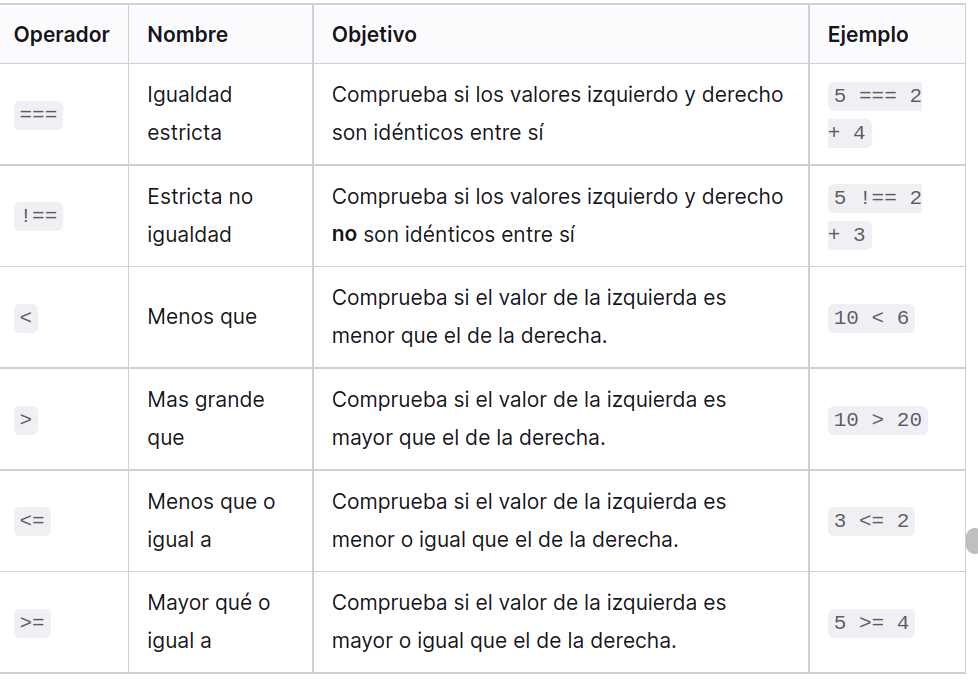 Operador Nombre Objetivo Ejemplo
=== Igualdad estricta Comprueba si los valores izquierdo y derecho son idénticos entre sí 5 === 2 + 4
!== Estricta no igualdad Comprueba si los valores izquierdo y derecho no son idénticos entre sí 5 !== 2 + 3
< Menos que Comprueba si el valor de la izquierda es menor que el de la derecha. 10 < 6
> Mas grande que Comprueba si el valor de la izquierda es mayor que el de la derecha. 10 > 20
<= Menos que o igual a Comprueba si el valor de la izquierda es menor o igual que el de la derecha. 3 <= 2
>= Mayor qué o igual a Comprueba si el valor de la izquierda es mayor o igual que el de la derecha. 5 >= 4